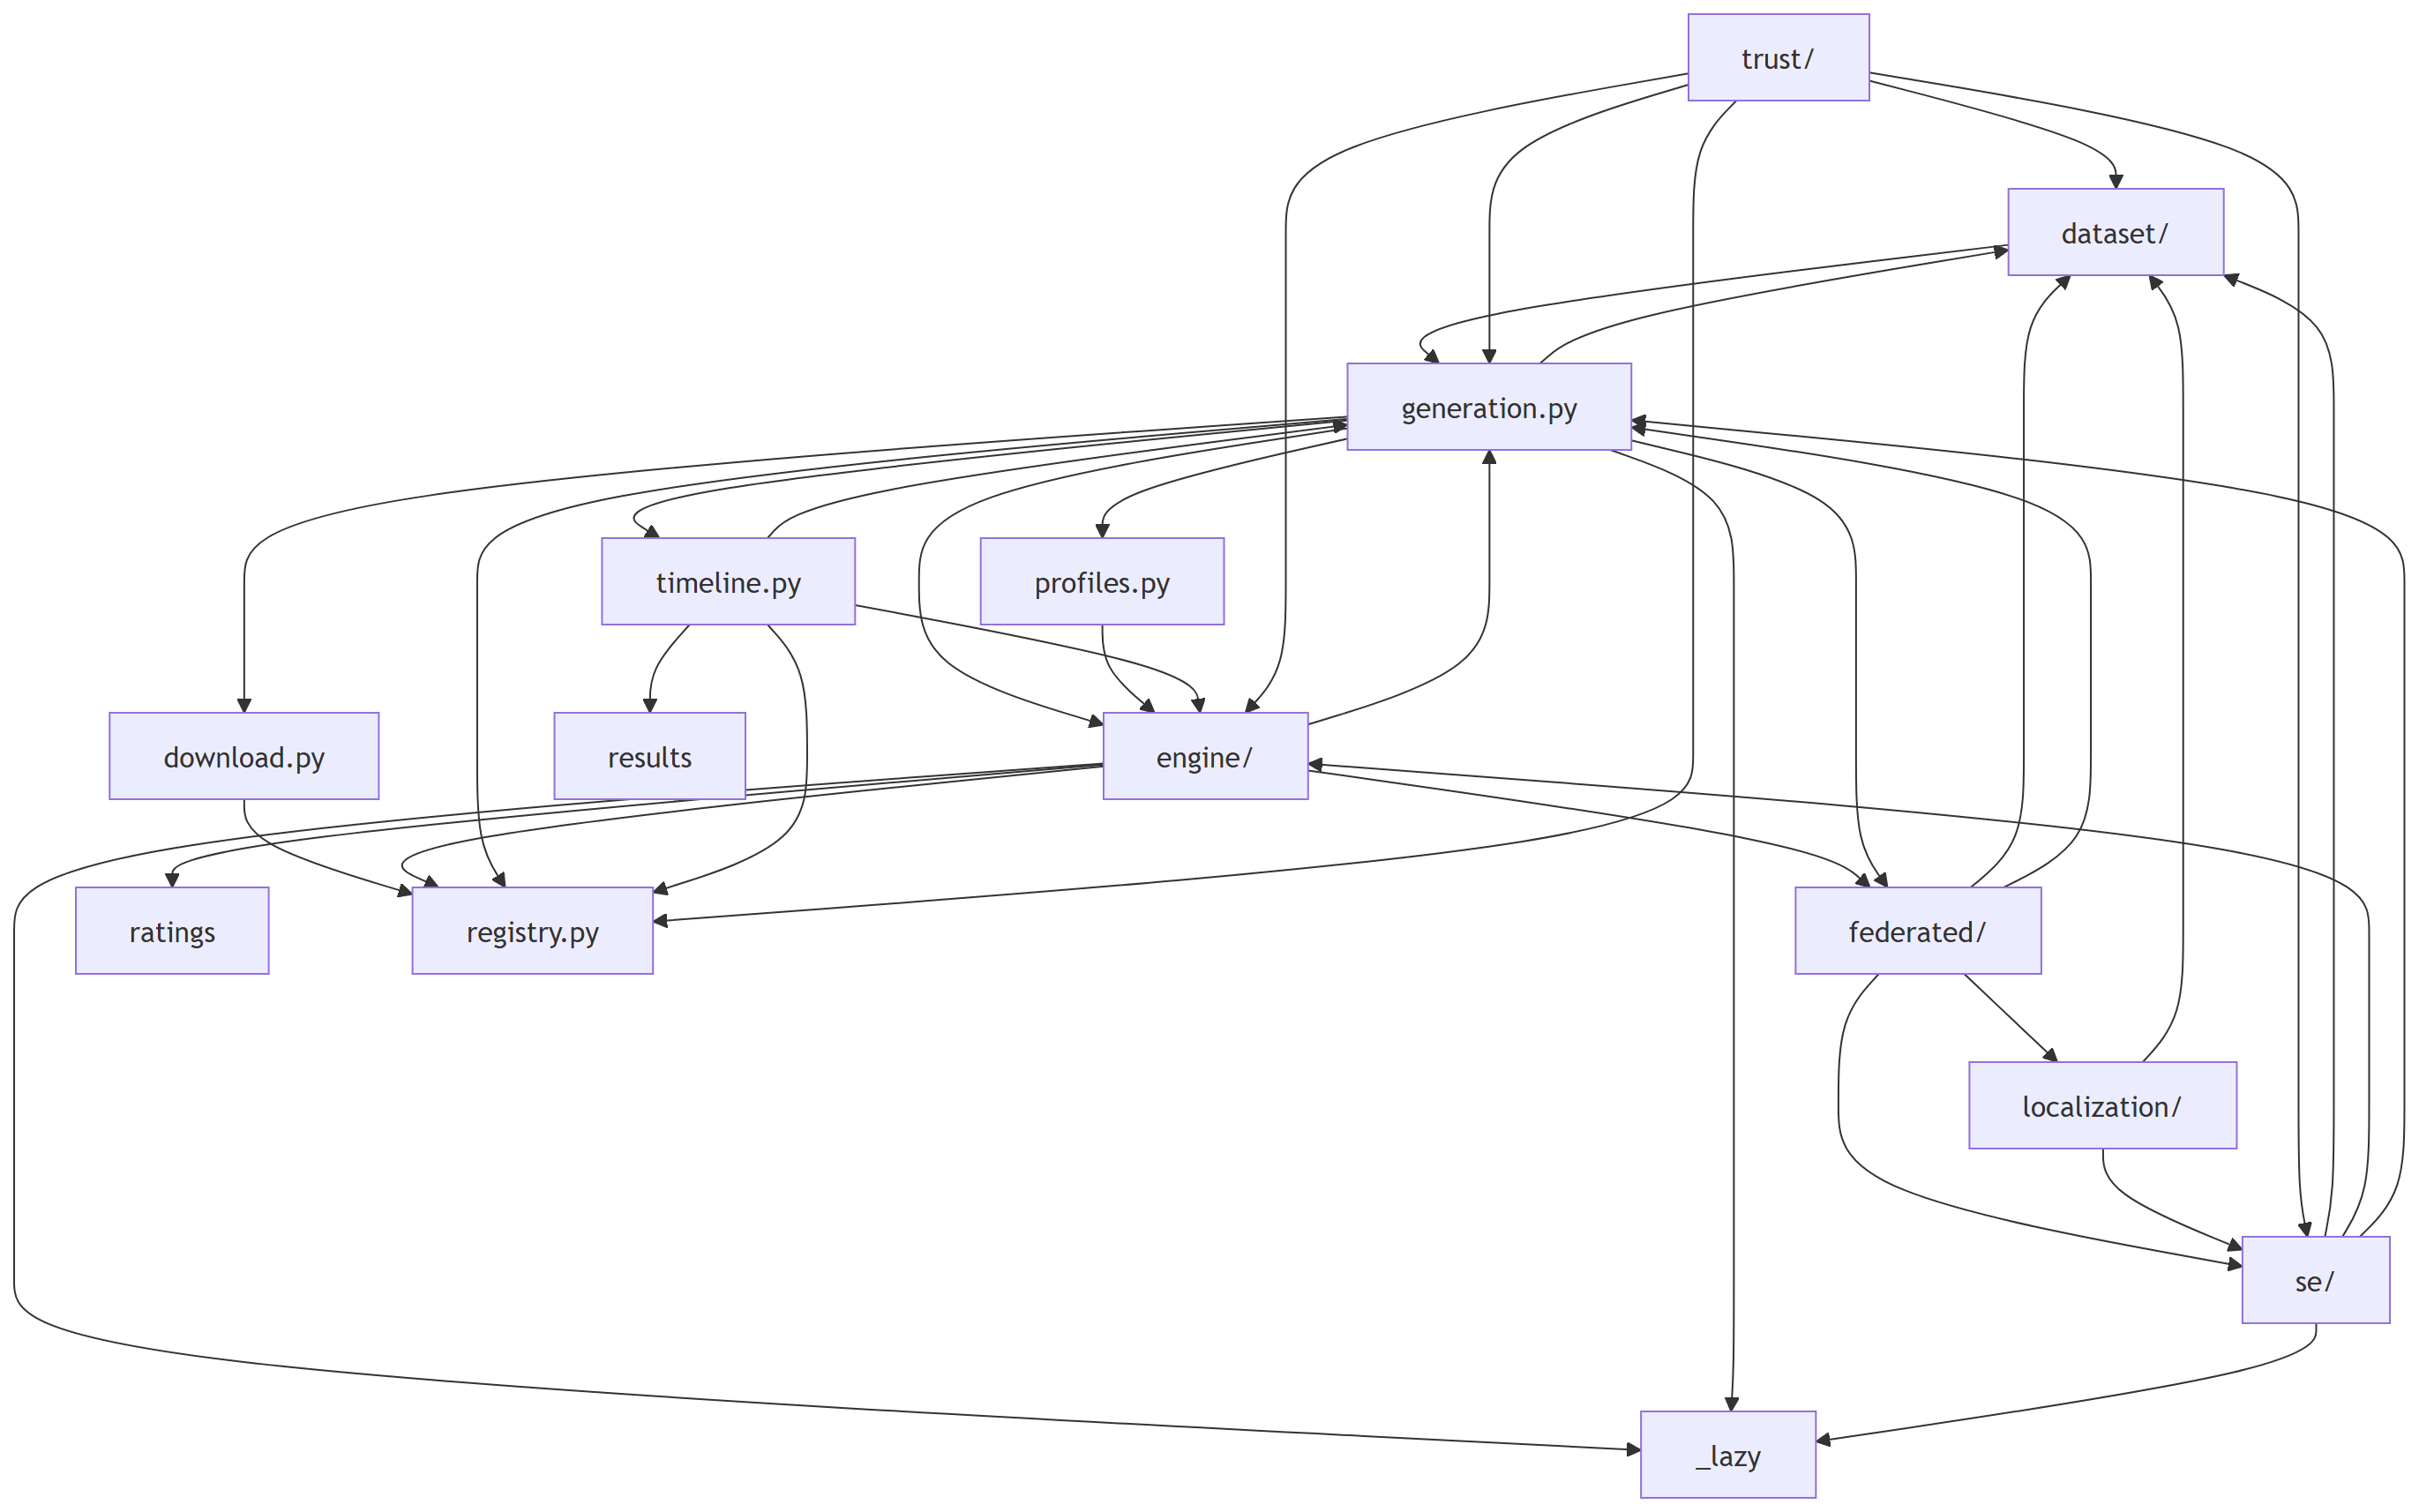 trust/
dataset/
generation.py
timeline.py
profiles.py
download.py
results
engine/
ratings
registry.py
federated/
localization/
se/
_lazy